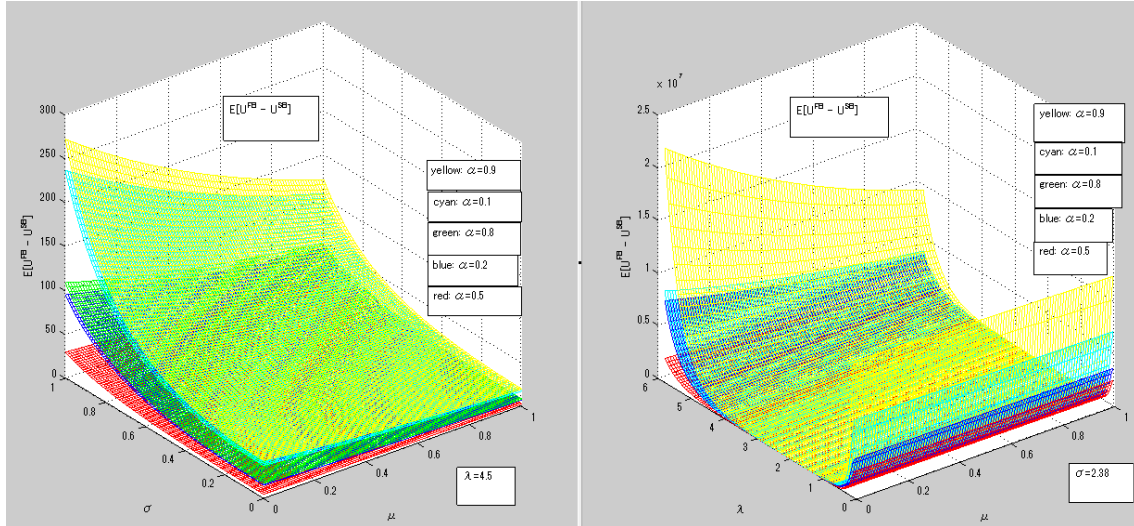 E[U^FB - U^SB]
yellow: α=0.9
cyan: α=0.1
green: α=0.8
blue: α=0.2
red: α=0.5
λ=4.5
E[U^FB - U^SB]
300
250
200
150
100
50
0
1
0.8
0.6
0.4
0.2
0
σ
0
0.2
0.4
0.6
0.8
1
μ
x 10^7
E[U^FB - U^SB]
yellow: α=0.9
cyan: α=0.1
green: α=0.8
blue: α=0.2
red: α=0.5
σ=2.38
E[U^FB - U^SB]
2.5
2
1.5
1
0.5
0
6
5
4
3
2
1
0
λ
0
0.2
0.4
0.6
0.8
1
μ